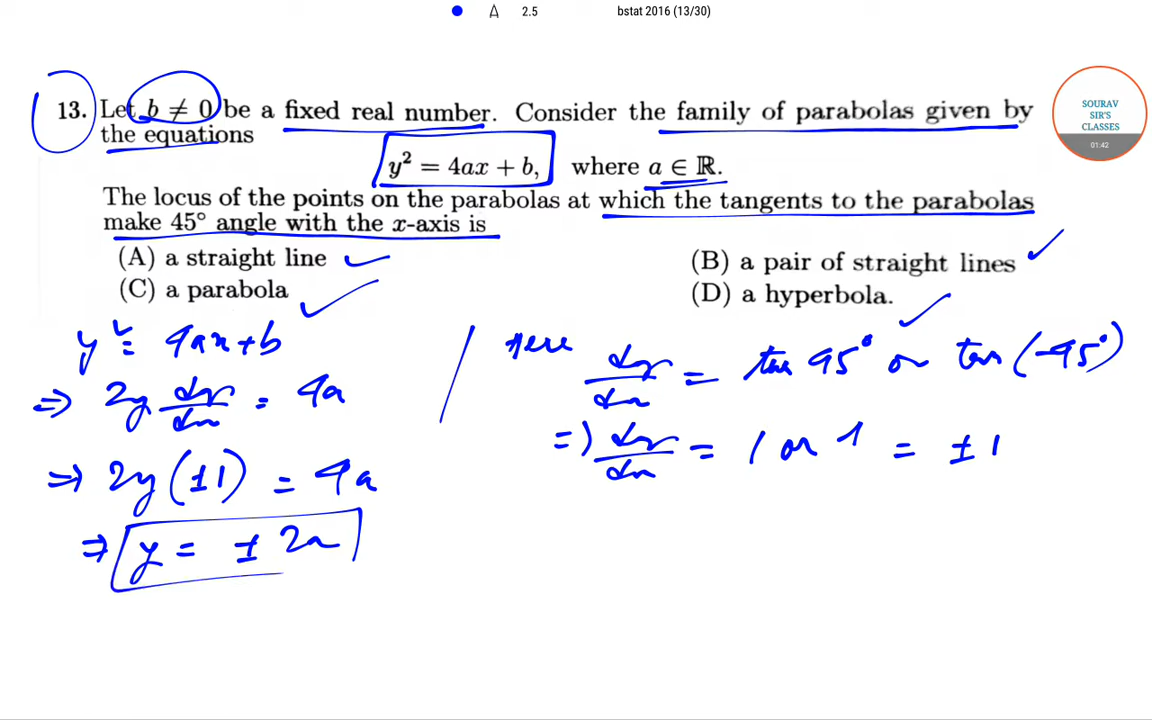 A 2.5 bstat 2016 (13/30)
13. Let b ≠ 0 be a fixed real number. Consider the family of parabolas given by
the equations
y² = 4ax + b, where a ∈ ℝ.
The locus of the points on the parabolas at which the tangents to the parabolas
make 45° angle with the x-axis is
(A) a straight line
(B) a pair of straight lines
(C) a parabola
(D) a hyperbola.
SOURAV
SIR'S
CLASSES
01:42
y² = 4ax+b
⇒ 2y dy/dx = 4a
⇒ 2y (±1) = 4a
⇒ y = ± 2a
Here dy/dx = tan 45° or tan (-45°)
⇒ dy/dx = 1 or -1 = ±1